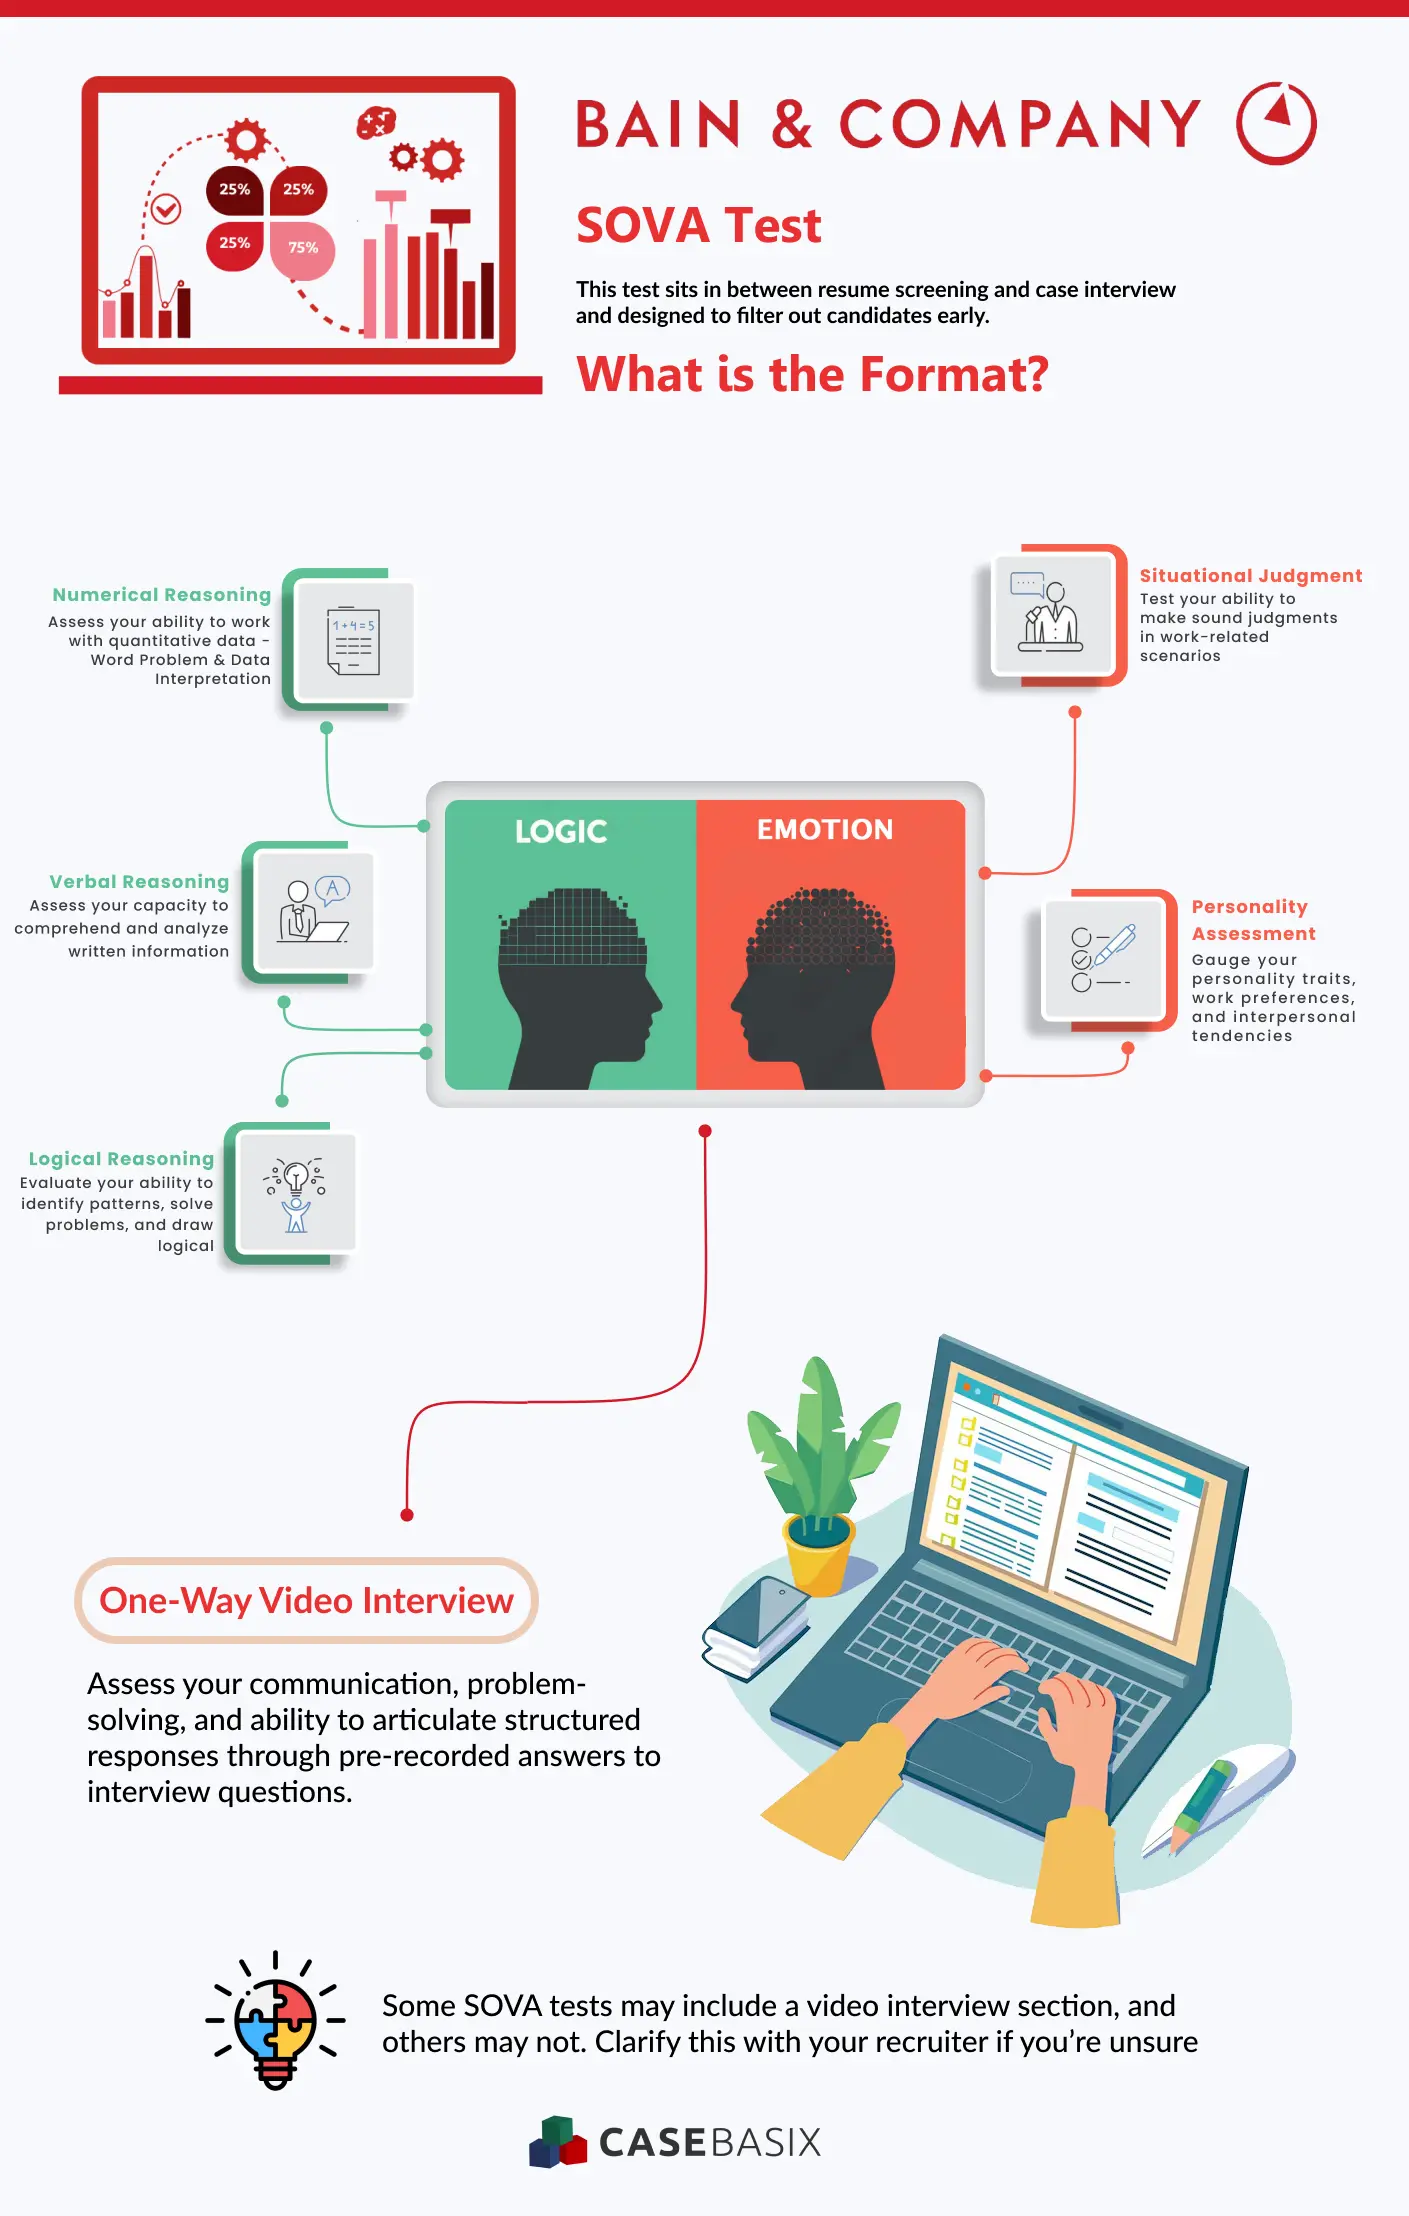 BAIN & COMPANY
25%
25%
25%
75%
SOVA Test
This test sits in between resume screening and case interview
and designed to filter out candidates early.
What is the Format?
Numerical Reasoning
Assess your ability to work
with quantitative data -
Word Problem & Data
Interpretation
1+4=5
Situational Judgment
Test your ability to
make sound judgments
in work-related
scenarios
LOGIC
EMOTION
Verbal Reasoning
Assess your capacity to
comprehend and analyze
written information
A
Personality
Assessment
Gauge your
personality traits,
work preferences,
and interpersonal
tendencies
Logical Reasoning
Evaluate your ability to
identify patterns, solve
problems, and draw
logical
One-Way Video Interview
Assess your communication, problem-
solving, and ability to articulate structured
responses through pre-recorded answers to
interview questions.
Some SOVA tests may include a video interview section, and
others may not. Clarify this with your recruiter if you're unsure
CASEBASIX